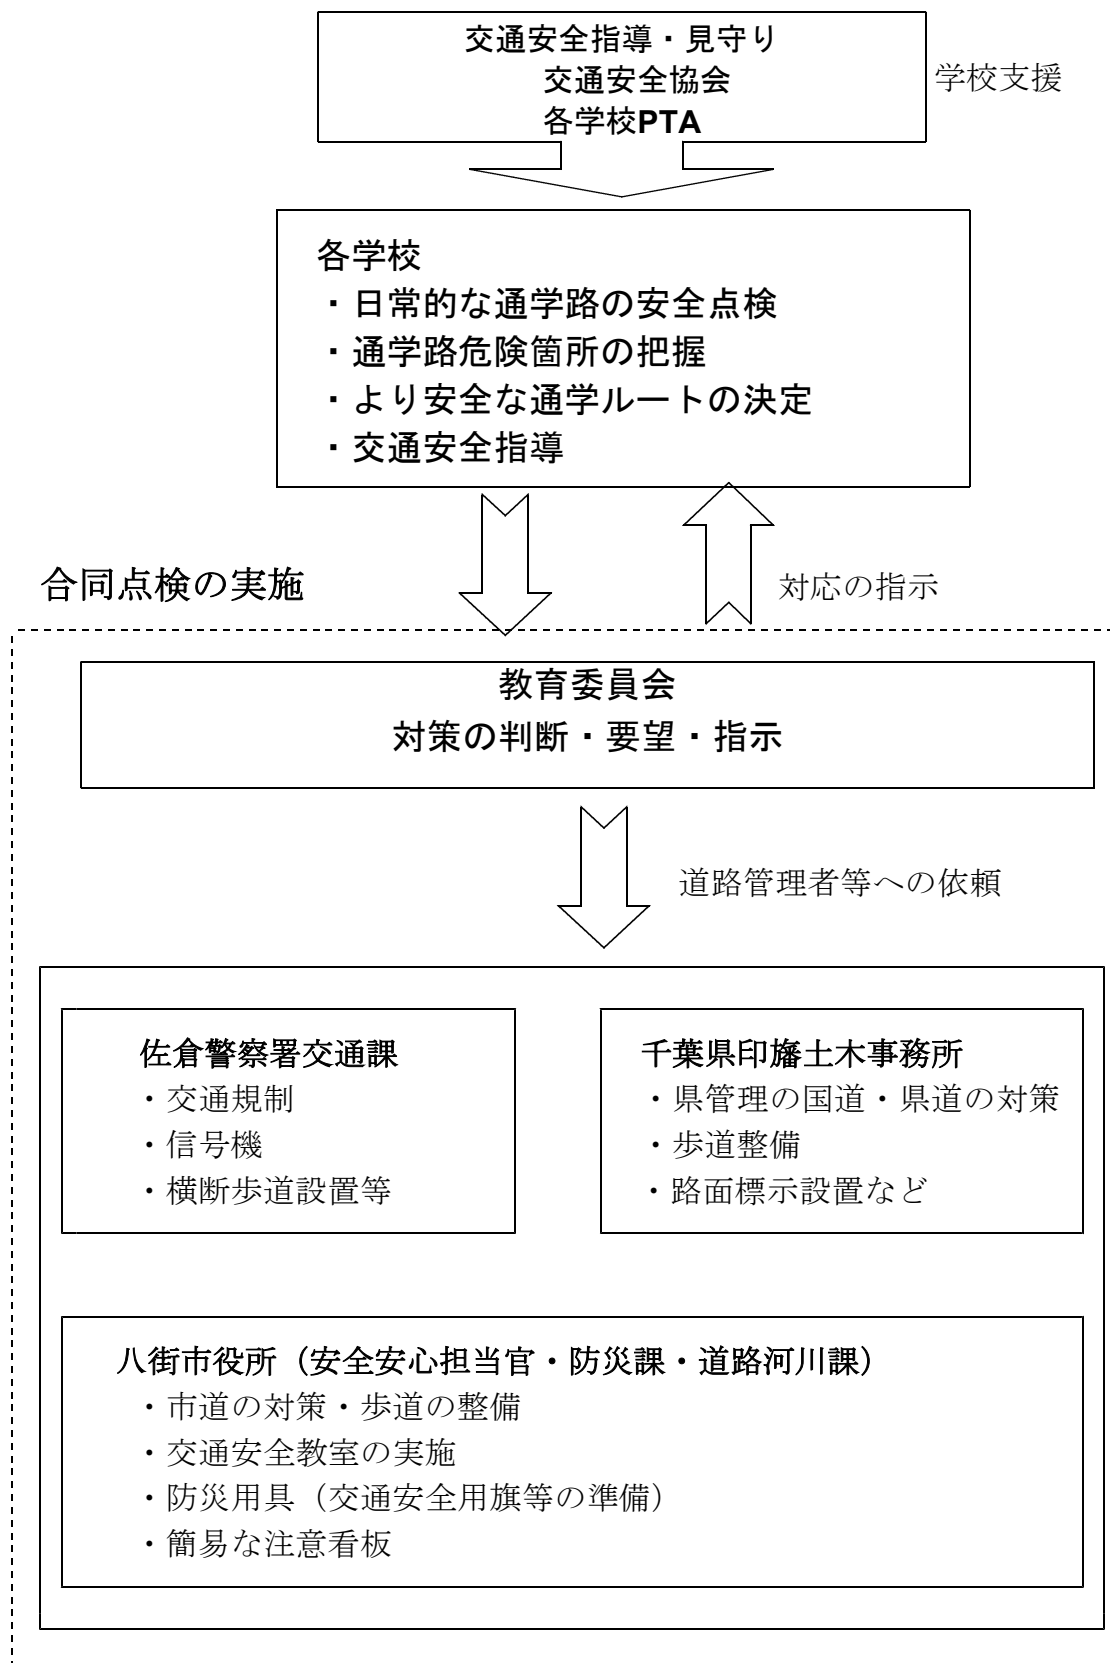 交通安全指導・見守り
交通安全協会
各学校PTA
学校支援
各学校
・日常的な通学路の安全点検
・通学路危険箇所の把握
・より安全な通学ルートの決定
・交通安全指導
合同点検の実施
対応の指示
教育委員会
対策の判断・要望・指示
道路管理者等への依頼
佐倉警察署交通課
・交通規制
・信号機
・横断歩道設置等
千葉県印旛土木事務所
・県管理の国道・県道の対策
・歩道整備
・路面標示設置など
八街市役所（安全安心担当官・防災課・道路河川課）
・市道の対策・歩道の整備
・交通安全教室の実施
・防災用具（交通安全用旗等の準備）
・簡易な注意看板